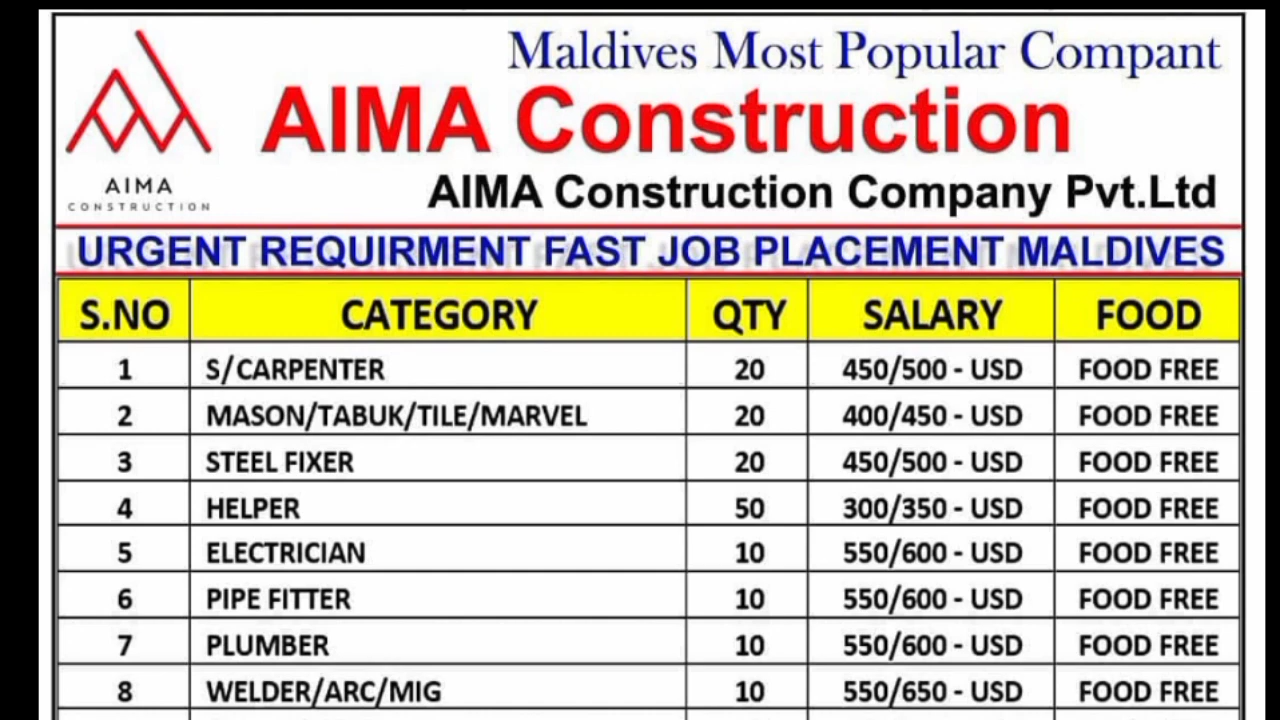 Maldives Most Popular Compant
AIMA Construction
AIMA
CONSTRUCTION
AIMA Construction Company Pvt.Ltd
URGENT REQUIRMENT FAST JOB PLACEMENT MALDIVES
S.NO CATEGORY QTY SALARY FOOD
1 S/CARPENTER 20 450/500 - USD FOOD FREE
2 MASON/TABUK/TILE/MARVEL 20 400/450 - USD FOOD FREE
3 STEEL FIXER 20 450/500 - USD FOOD FREE
4 HELPER 50 300/350 - USD FOOD FREE
5 ELECTRICIAN 10 550/600 - USD FOOD FREE
6 PIPE FITTER 10 550/600 - USD FOOD FREE
7 PLUMBER 10 550/600 - USD FOOD FREE
8 WELDER/ARC/MIG 10 550/650 - USD FOOD FREE